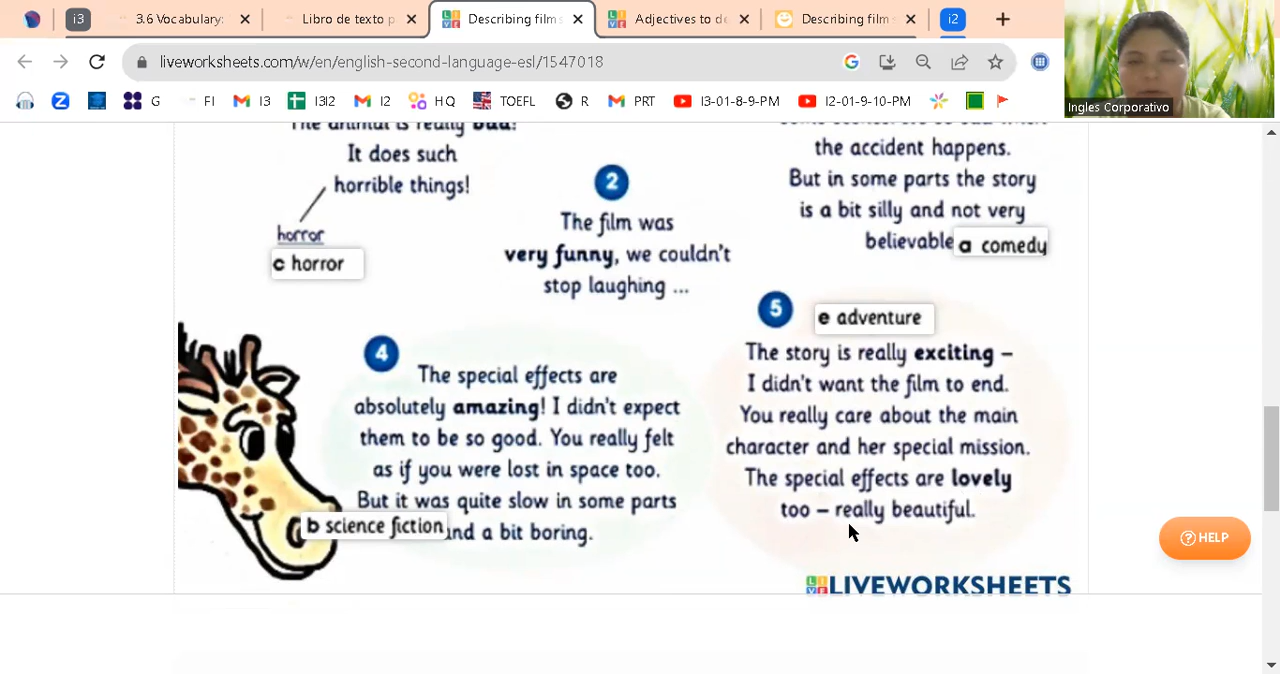 i3
3.6 Vocabulary:
Libro de texto p
Describing film
Adjectives to de
Describing film
i2
liveworksheets.com/w/en/english-second-language-esl/1547018
G
FI
I3
I3I2
I2
HQ
TOEFL
R
PRT
I3-01-8-9-PM
I2-01-9-10-PM
Ingles Corporativo
The animal is really bad!
It does such
horrible things!
horror
c horror
2
The film was
very funny, we couldn't
stop laughing ...
the accident happens.
But in some parts the story
is a bit silly and not very
believable
a comedy
4
The special effects are
absolutely amazing! I didn't expect
them to be so good. You really felt
as if you were lost in space too.
But it was quite slow in some parts
and a bit boring.
b science fiction
5
e adventure
The story is really exciting –
I didn't want the film to end.
You really care about the main
character and her special mission.
The special effects are lovely
too – really beautiful.
LIVEWORKSHEETS
HELP